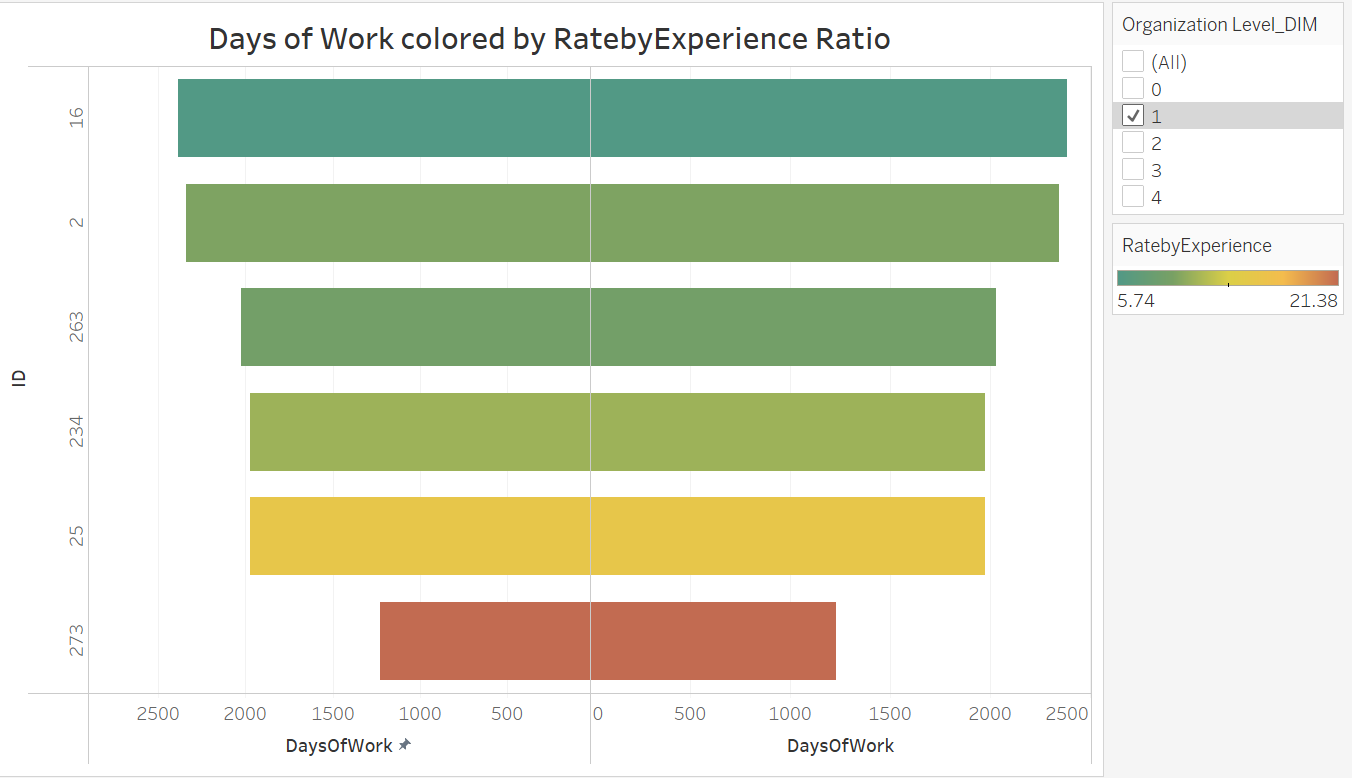 Days of Work colored by RatebyExperience Ratio
ID
16
2
263
234
25
273
2500 2000 1500 1000 500 0 500 1000 1500 2000 2500
DaysOfWork DaysOfWork
Organization Level_DIM
(All)
0
1
2
3
4
RatebyExperience
5.74 21.38